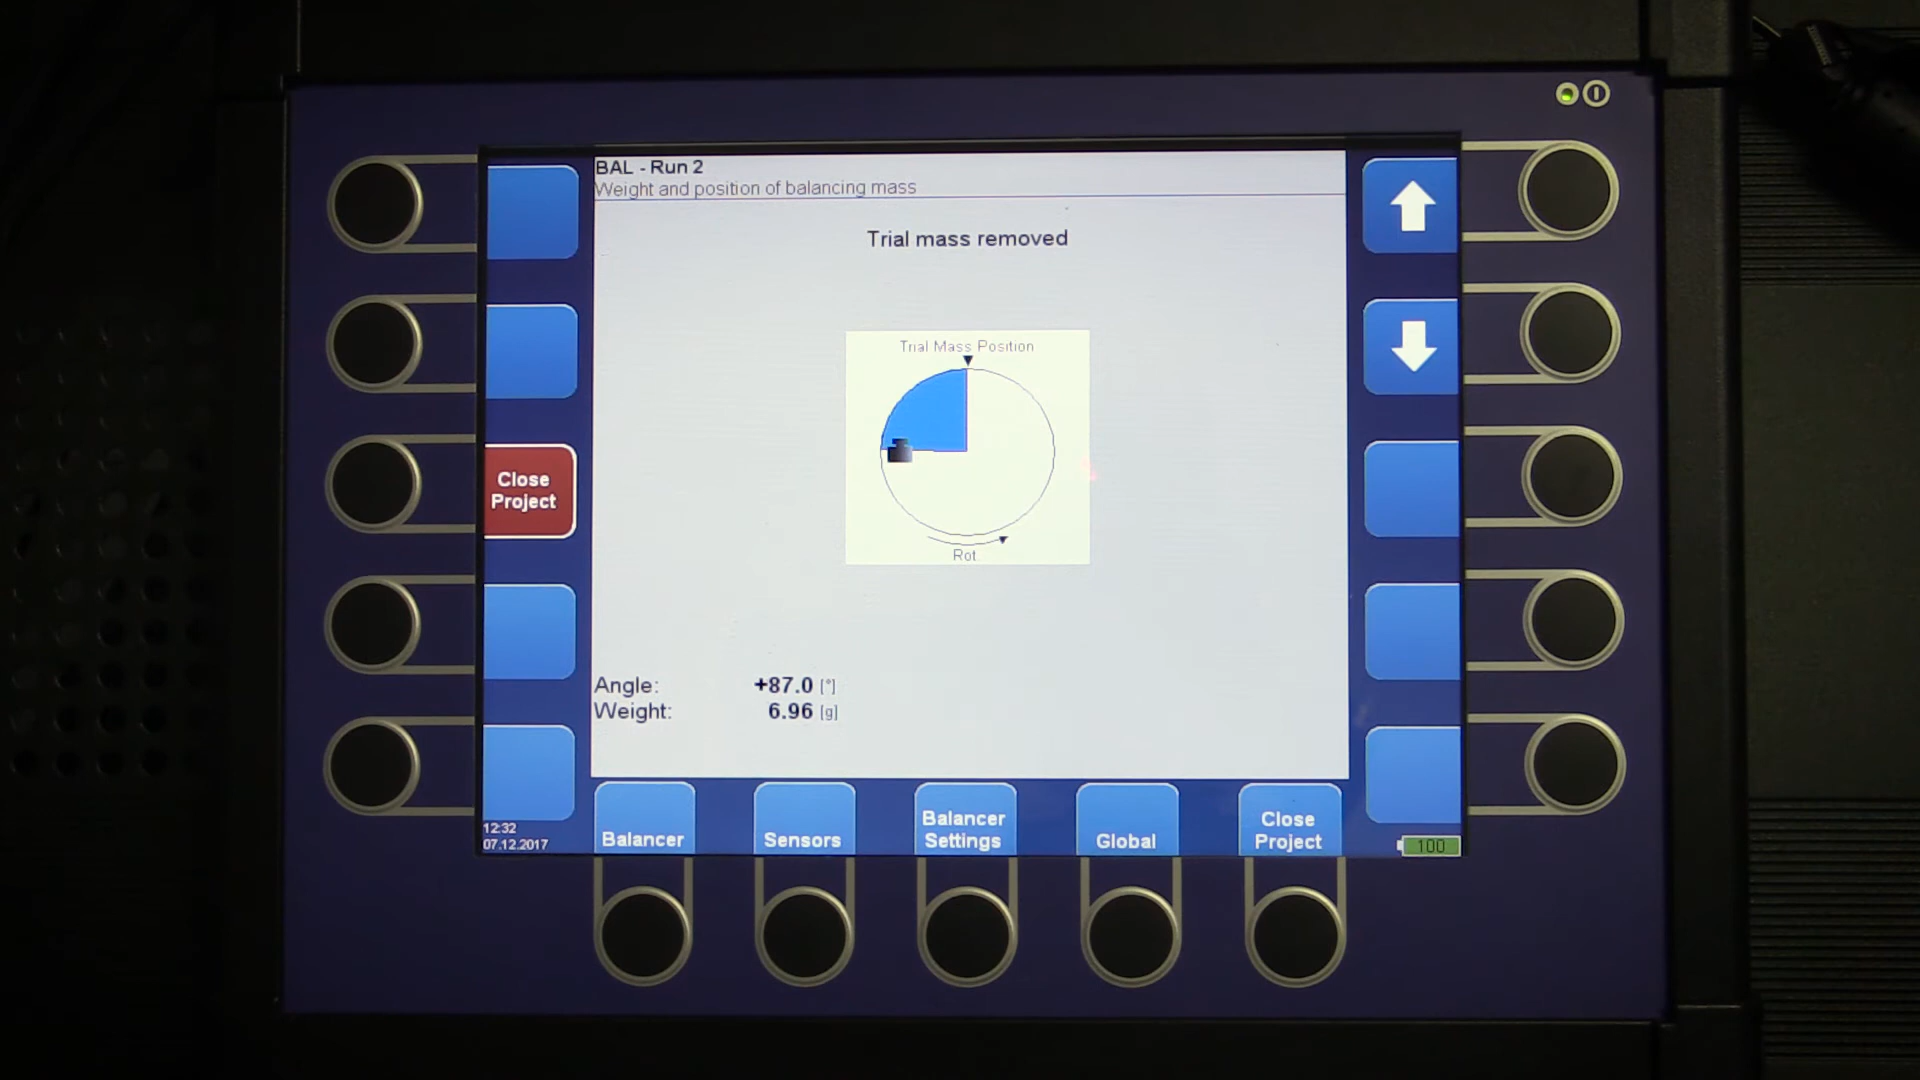 BAL - Run 2
Weight and position of balancing mass
Trial mass removed
Trial Mass Position
Rot
Close
Project
Angle: +87.0 [°]
Weight: 6.96 [g]
12:32
07.12.2017
Balancer
Sensors
Balancer
Settings
Global
Close
Project
100